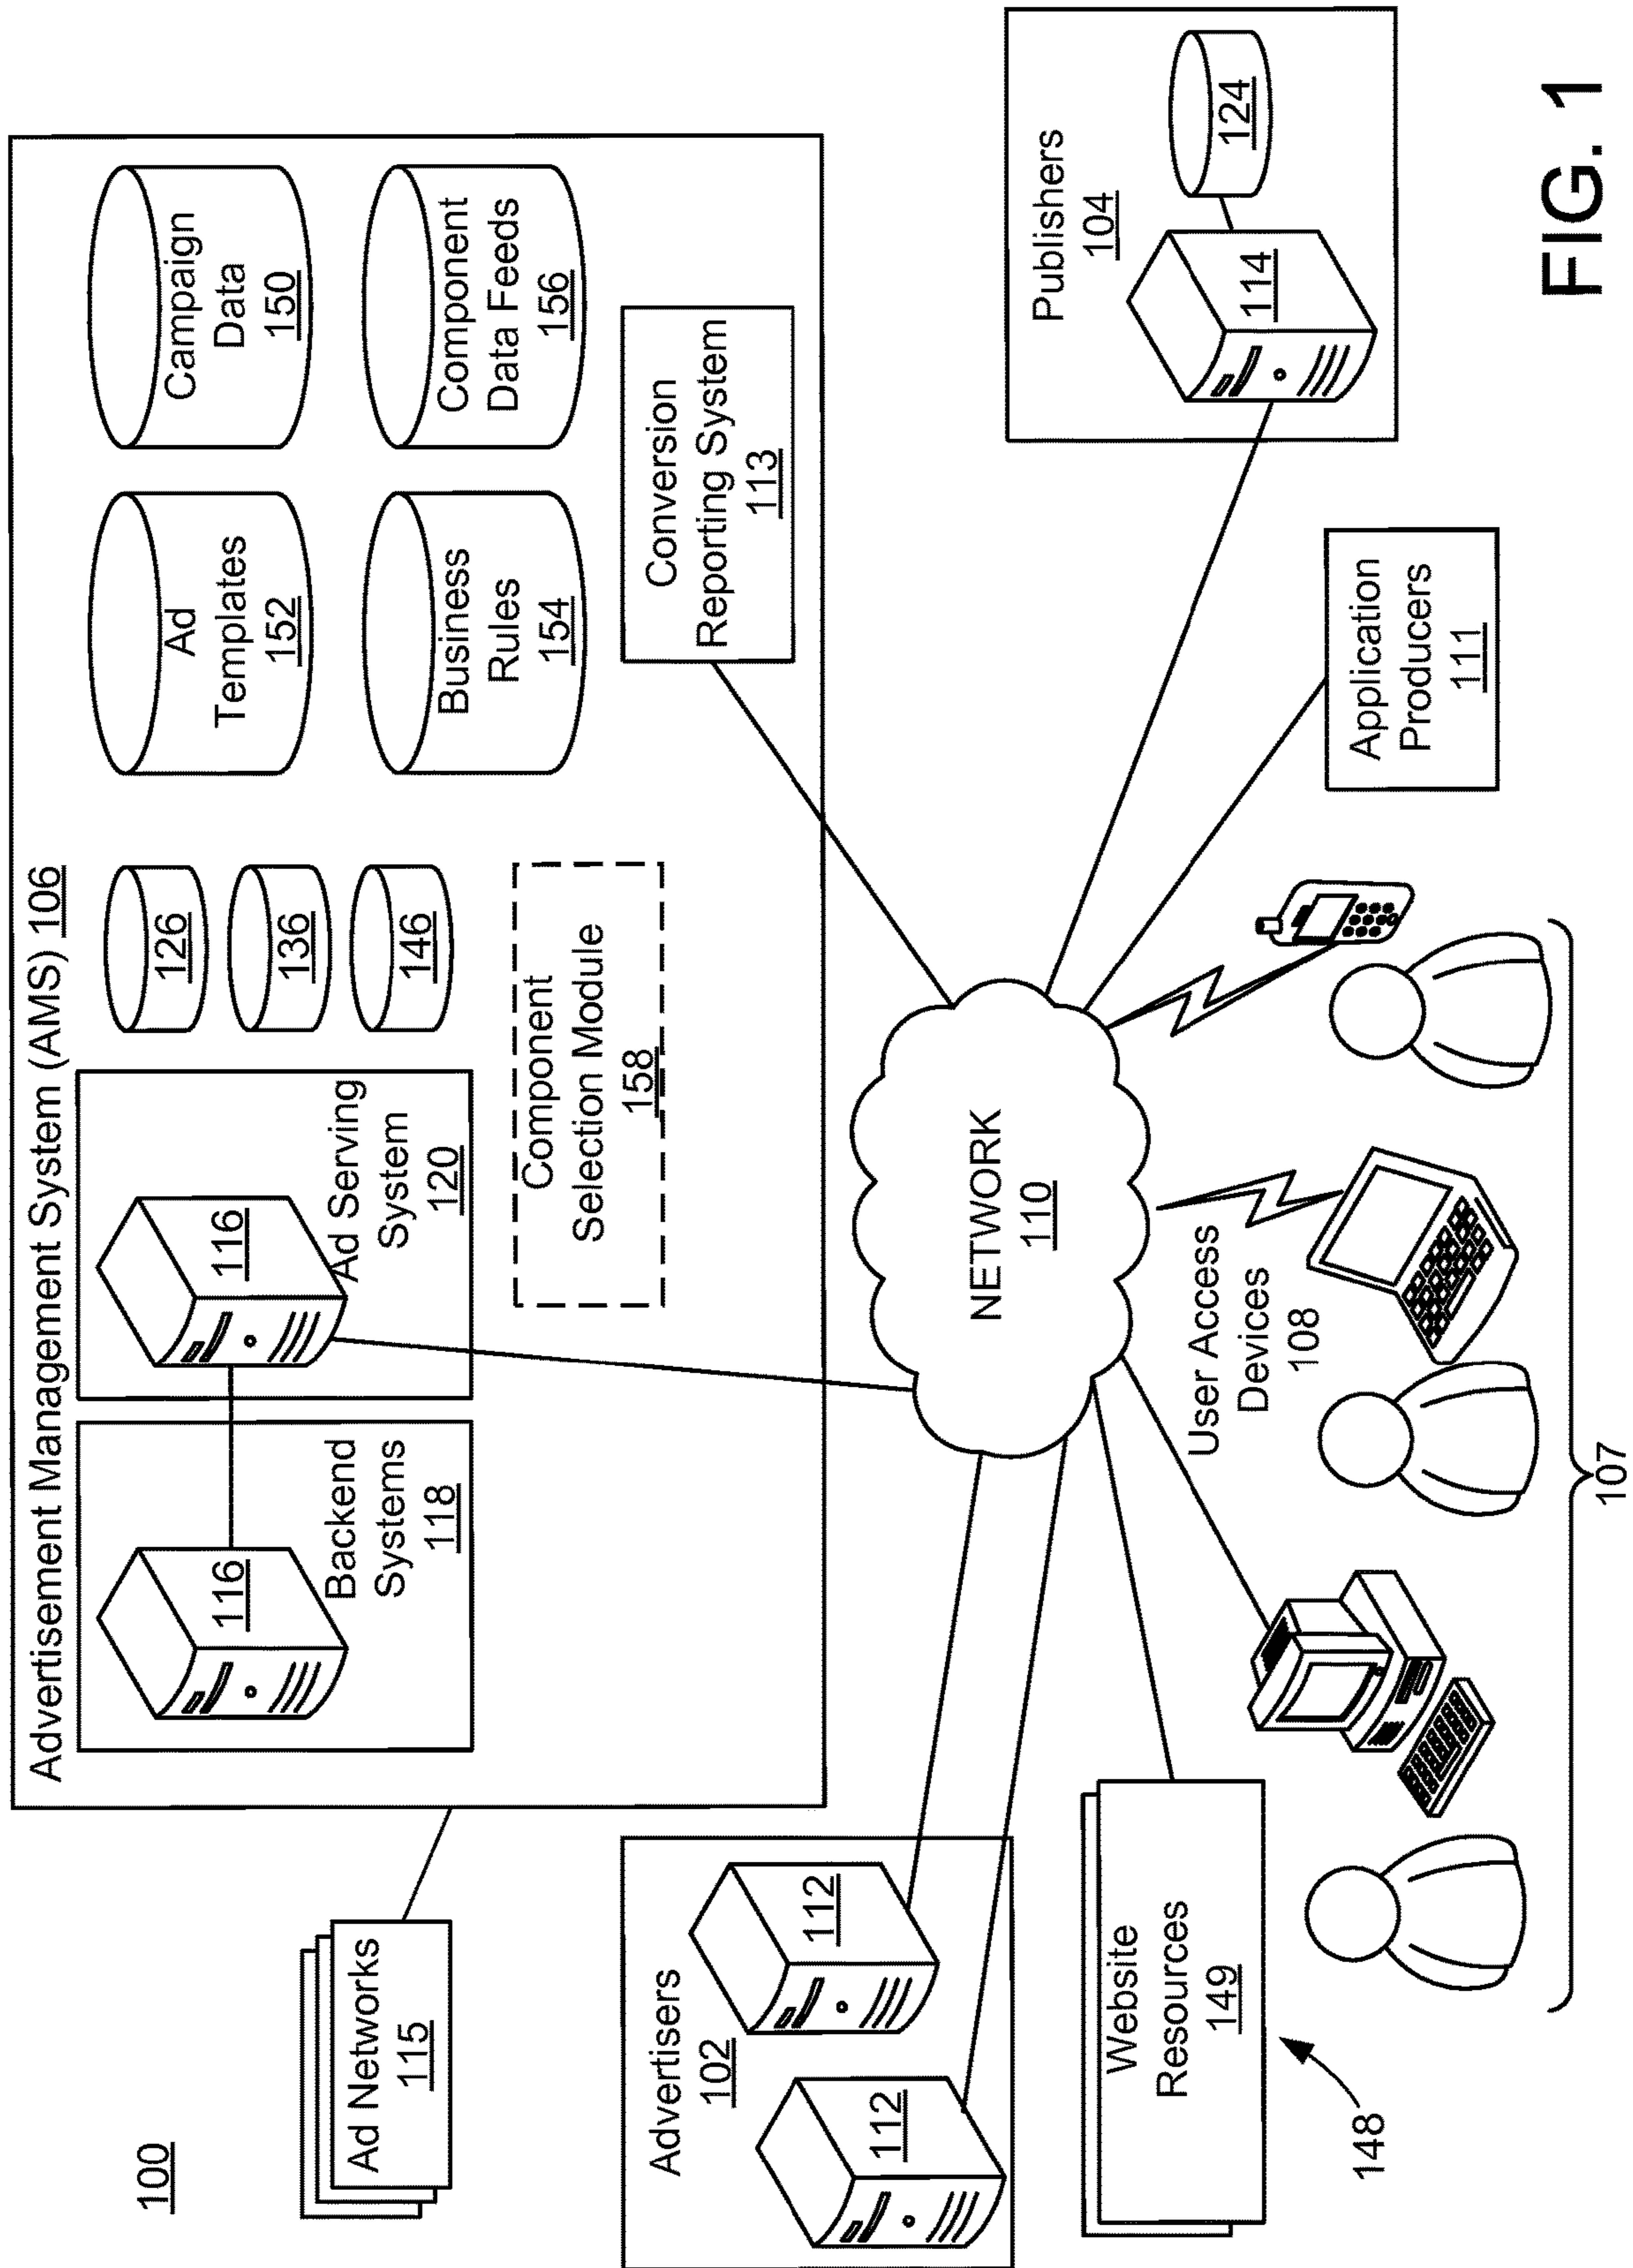 100
Advertisement Management System (AMS) 106
116
Backend
Systems
118
116
Ad Serving
System
120
126
136
146
Component
Selection Module
158
Ad
Templates
152
Campaign
Data
150
Business
Rules
154
Component
Data Feeds
156
Conversion
Reporting System
113
Ad Networks
115
Advertisers
102
112
112
NETWORK
110
Publishers
104
114
124
Website
Resources
149
148
User Access
Devices
108
Application
Producers
111
107
FIG. 1